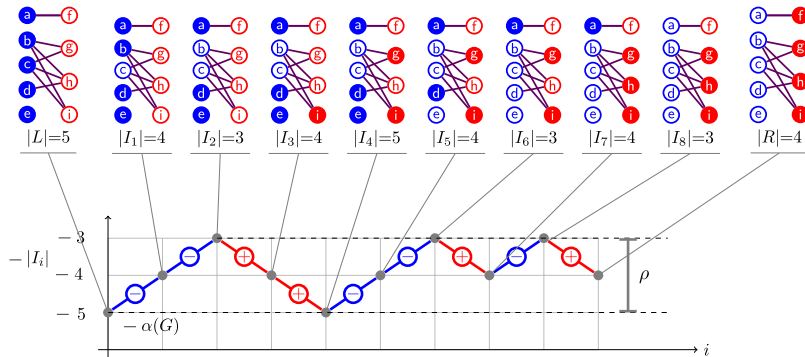 a f a f a f a f a f a f a f a f a f a f
b g b g b g b g b g b g b g b g b g b g
c h c h c h c h c h c h c h c h c h c h
d i d i d i d i d i d i d i d i d i d i
e e e e e e e e e e
|L|=5 |I₁|=4 |I₂|=3 |I₃|=4 |I₄|=5 |I₅|=4 |I₆|=3 |I₇|=4 |I₈|=3 |R|=4
− 3
− |Iᵢ|
− 4
− 5
− − + + − − + − +
ρ
− α(G)
i